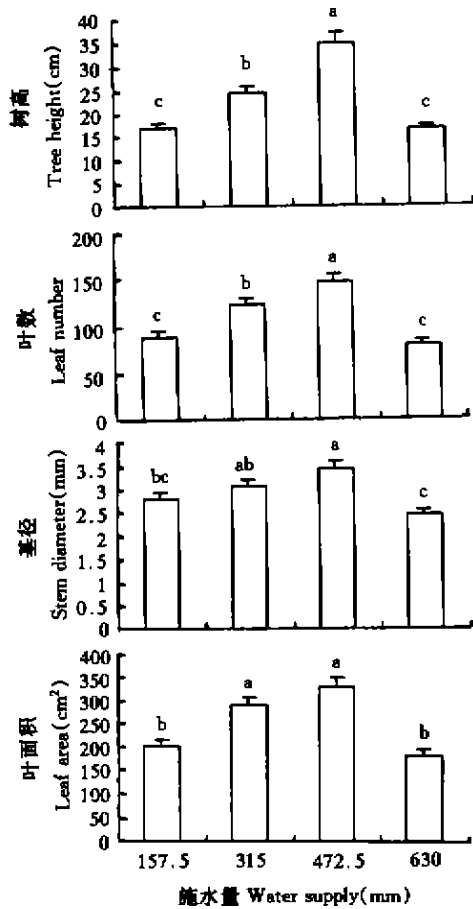 树高
Tree height(cm)
40
35
30
25
20
15
10
5
0
c
b
a
c
叶数
Leaf number
200
150
100
50
0
c
b
a
c
基径
Stem diameter(mm)
4
3.5
3
2.5
2
1.5
1
0.5
0
bc
ab
a
c
叶面积
Leaf area(cm²)
400
350
300
250
200
150
100
50
0
b
a
a
b
157.5 315 472.5 630
施水量 Water supply(mm)